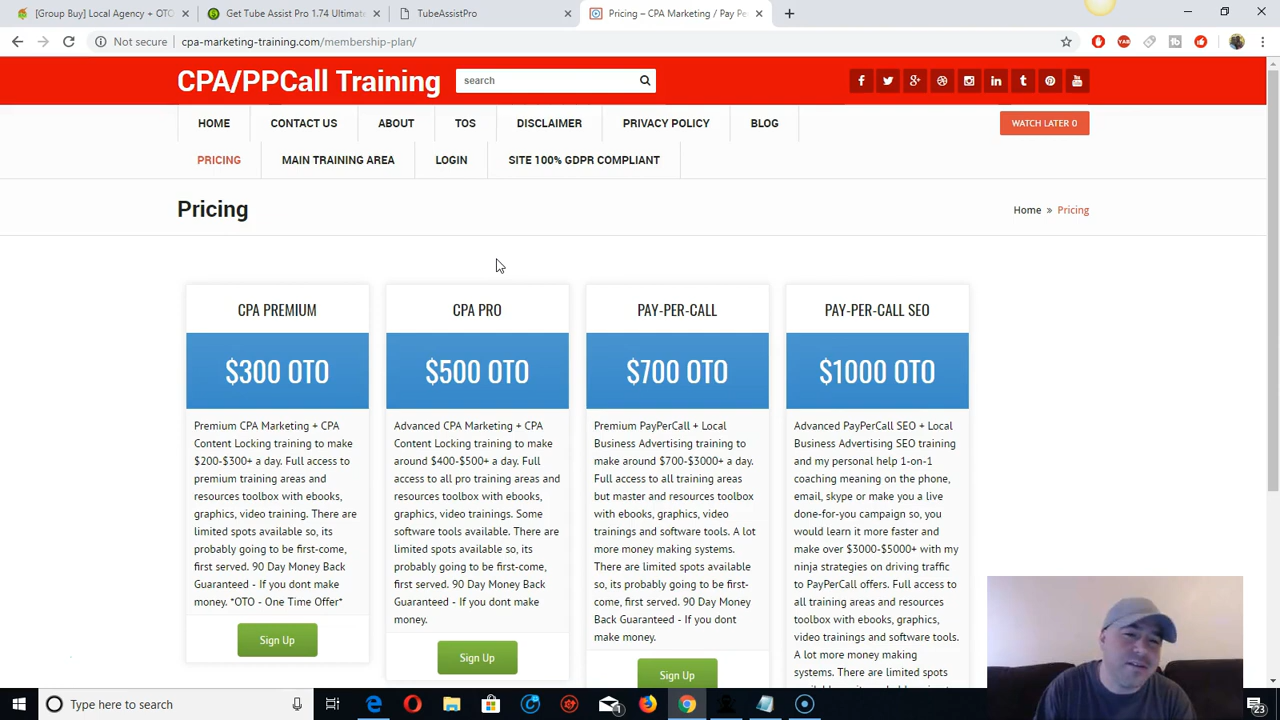 [Group Buy] Local Agency + OTO
Get Tube Assist Pro 1.74 Ultimate
TubeAssistPro
Pricing – CPA Marketing / Pay Pe
Not secure
cpa-marketing-training.com/membership-plan/
CPA/PPCall Training
search
HOME
CONTACT US
ABOUT
TOS
DISCLAIMER
PRIVACY POLICY
BLOG
WATCH LATER 0
PRICING
MAIN TRAINING AREA
LOGIN
SITE 100% GDPR COMPLIANT
Pricing
Home » Pricing
CPA PREMIUM
$300 OTO
Premium CPA Marketing + CPA
Content Locking training to make
$200-$300+ a day. Full access to
premium training areas and
resources toolbox with ebooks,
graphics, video training. There are
limited spots available so, its
probably going to be first-come,
first served. 90 Day Money Back
Guaranteed - If you dont make
money. *OTO - One Time Offer*
Sign Up
CPA PRO
$500 OTO
Advanced CPA Marketing + CPA
Content Locking training to make
around $400-$500+ a day. Full
access to all pro training areas and
resources toolbox with ebooks,
graphics, video trainings. Some
software tools available. There are
limited spots available so, its
probably going to be first-come,
first served. 90 Day Money Back
Guaranteed - If you dont make
money.
Sign Up
PAY-PER-CALL
$700 OTO
Premium PayPerCall + Local
Business Advertising training to
make around $700-$3000+ a day.
Full access to all training areas
but master and resources toolbox
with ebooks, graphics, video
trainings and software tools. A lot
more money making systems.
There are limited spots available
so, its probably going to be first-
come, first served. 90 Day Money
Back Guaranteed - If you dont
make money.
Sign Up
PAY-PER-CALL SEO
$1000 OTO
Advanced PayPerCall SEO + Local
Business Advertising SEO training
and my personal help 1-on-1
coaching meaning on the phone,
email, skype or make you a live
done-for-you campaign so, you
would learn it more faster and
make over $3000-$5000+ with my
ninja strategies on driving traffic
to PayPerCall offers. Full access to
all training areas and resources
toolbox with ebooks, graphics,
video trainings and software tools.
A lot more money making
systems. There are limited spots
Type here to search
23